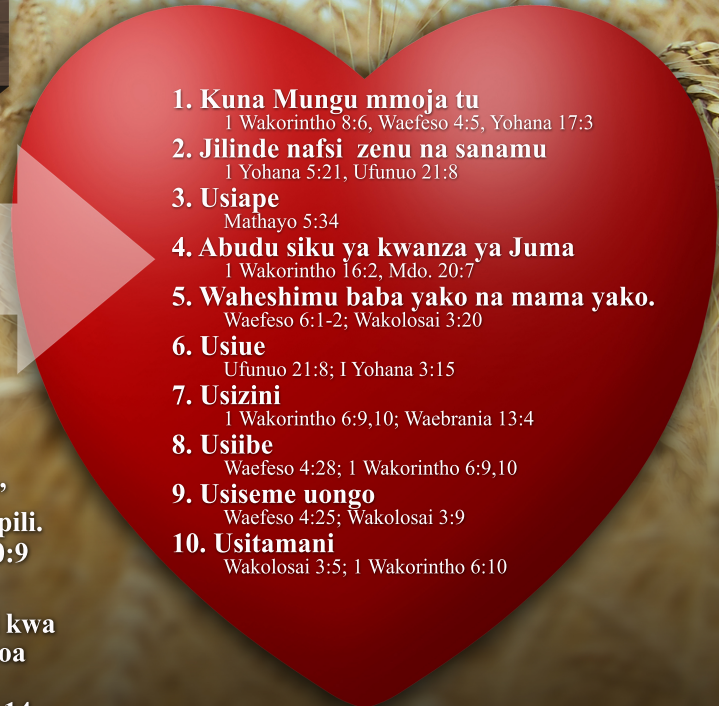 1. Kuna Mungu mmoja tu
1 Wakorintho 8:6, Waefeso 4:5, Yohana 17:3
2. Jilinde nafsi zenu na sanamu
1 Yohana 5:21, Ufunuo 21:8
3. Usiape
Mathayo 5:34
4. Abudu siku ya kwanza ya Juma
1 Wakorintho 16:2, Mdo. 20:7
5. Waheshimu baba yako na mama yako.
Waefeso 6:1-2; Wakolosai 3:20
6. Usiue
Ufunuo 21:8; I Yohana 3:15
7. Usizini
1 Wakorintho 6:9,10; Waebrania 13:4
8. Usiibe
Waefeso 4:28; 1 Wakorintho 6:9,10
9. Usiseme uongo
Waefeso 4:25; Wakolosai 3:9
10. Usitamani
Wakolosai 3:5; 1 Wakorintho 6:10
pili.
:9
kwa
oa